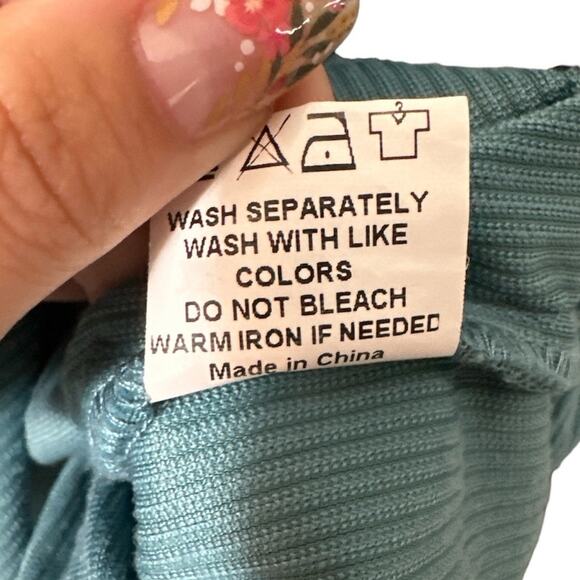 WASH SEPARATELY
WASH WITH LIKE
COLORS
DO NOT BLEACH
WARM IRON IF NEEDED
Made in China